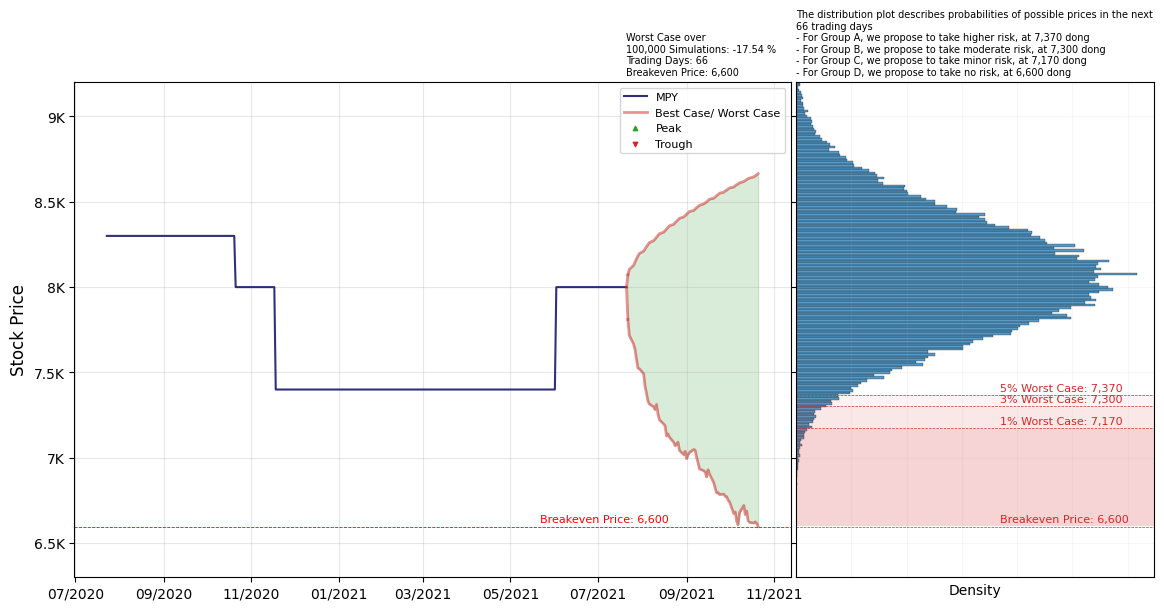 Worst Case over
100,000 Simulations: -17.54 %
Trading Days: 66
Breakeven Price: 6,600
The distribution plot describes probabilities of possible prices in the next
66 trading days
- For Group A, we propose to take higher risk, at 7,370 dong
- For Group B, we propose to take moderate risk, at 7,300 dong
- For Group C, we propose to take minor risk, at 7,170 dong
- For Group D, we propose to take no risk, at 6,600 dong
MPY
Best Case/ Worst Case
Peak
Trough
Stock Price
9K
8.5K
8K
7.5K
7K
6.5K
Breakeven Price: 6,600
07/2020
09/2020
11/2020
01/2021
03/2021
05/2021
07/2021
09/2021
11/2021
5% Worst Case: 7,370
3% Worst Case: 7,300
1% Worst Case: 7,170
Breakeven Price: 6,600
Density